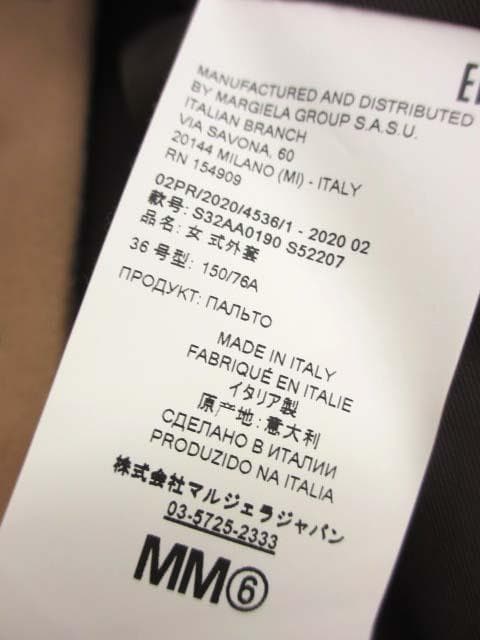 MANUFACTURED AND DISTRIBUTED
BY MARGIELA GROUP S.A.S.U.
ITALIAN BRANCH
VIA SAVONA, 60
20144 MILANO (MI) - ITALY
RN 154909
02PR/2020/4536/1 - 2020 02
款号: S32AA0190 S52207
品名: 女 式外套
36 号型: 150/76A
ПРОДУКТ: ПАЛЬТО
MADE IN ITALY
FABRIQUÉ EN ITALIE
イタリア製
原产地: 意大利
СДЕЛАНО В ИТАЛИИ
PRODUZIDO NA ITALIA
株式会社マルジェラジャパン
03-5725-2333
MM⑥